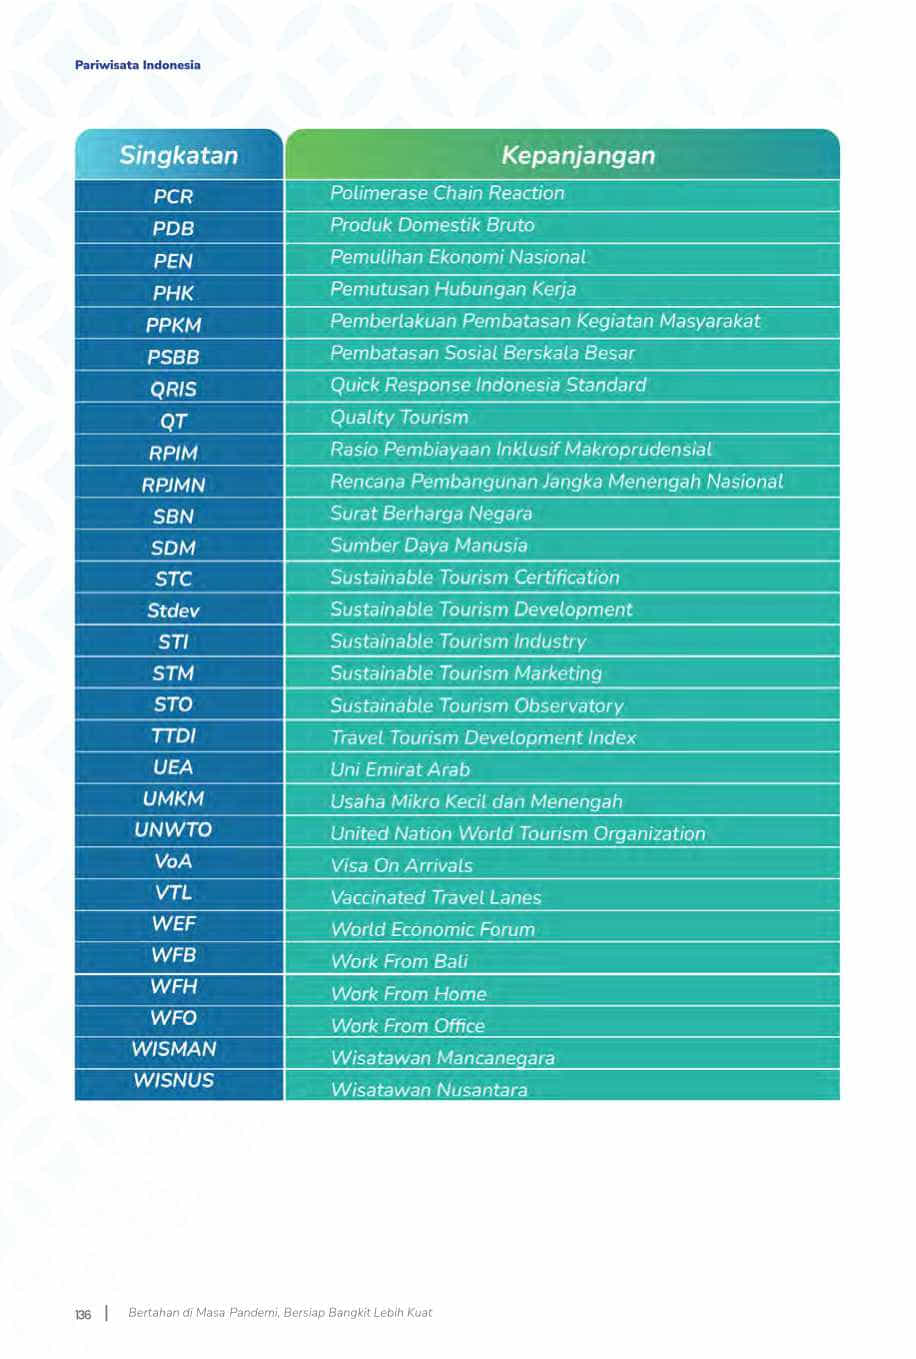 Pariwisata Indonesia
Singkatan Kepanjangan
PCR Polimerase Chain Reaction
PDB Produk Domestik Bruto
PEN Pemulihan Ekonomi Nasional
PHK Pemutusan Hubungan Kerja
PPKM Pemberlakuan Pembatasan Kegiatan Masyarakat
PSBB Pembatasan Sosial Berskala Besar
QRIS Quick Response Indonesia Standard
QT Quality Tourism
RPIM Rasio Pembiayaan Inklusif Makroprudensial
RPJMN Rencana Pembangunan Jangka Menengah Nasional
SBN Surat Berharga Negara
SDM Sumber Daya Manusia
STC Sustainable Tourism Certification
Stdev Sustainable Tourism Development
STI Sustainable Tourism Industry
STM Sustainable Tourism Marketing
STO Sustainable Tourism Observatory
TTDI Travel Tourism Development Index
UEA Uni Emirat Arab
UMKM Usaha Mikro Kecil dan Menengah
UNWTO United Nation World Tourism Organization
VoA Visa On Arrivals
VTL Vaccinated Travel Lanes
WEF World Economic Forum
WFB Work From Bali
WFH Work From Home
WFO Work From Office
WISMAN Wisatawan Mancanegara
WISNUS Wisatawan Nusantara
136 | Bertahan di Masa Pandemi, Bersiap Bangkit Lebih Kuat